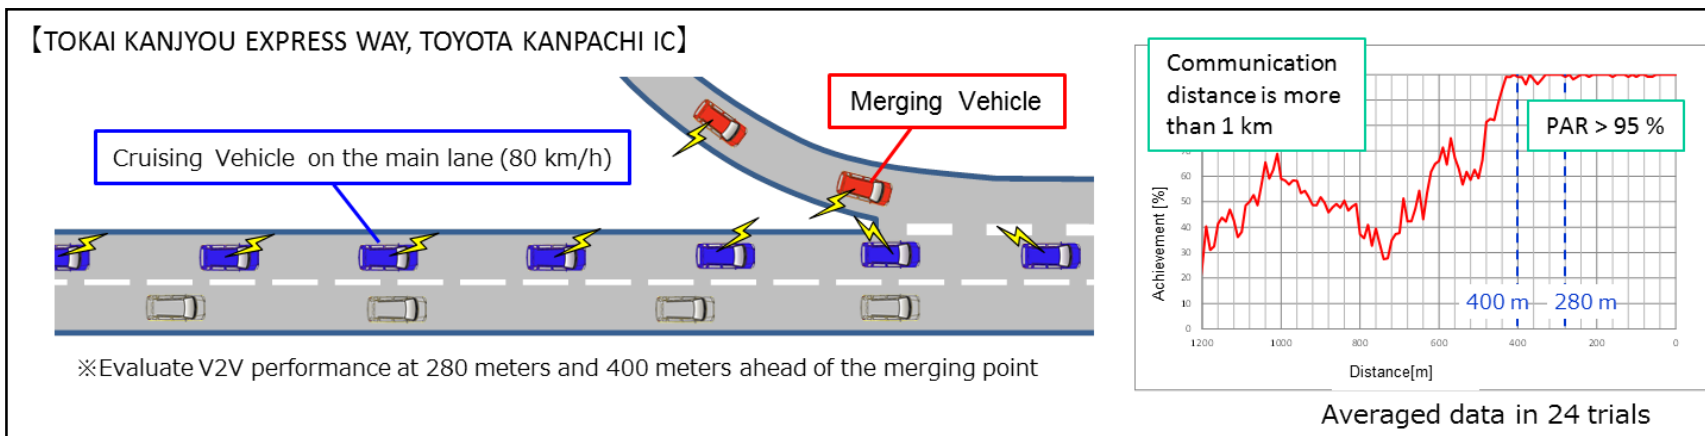 【TOKAI KANJYOU EXPRESS WAY, TOYOTA KANPACHI IC】
Merging Vehicle
Cruising Vehicle on the main lane (80 km/h)
※Evaluate V2V performance at 280 meters and 400 meters ahead of the merging point
Communication
distance is more
than 1 km
PAR > 95 %
Achievement [%]
60
50
40
30
20
10
0
400 m
280 m
1200
1000
800
600
400
200
0
Distance[m]
Averaged data in 24 trials